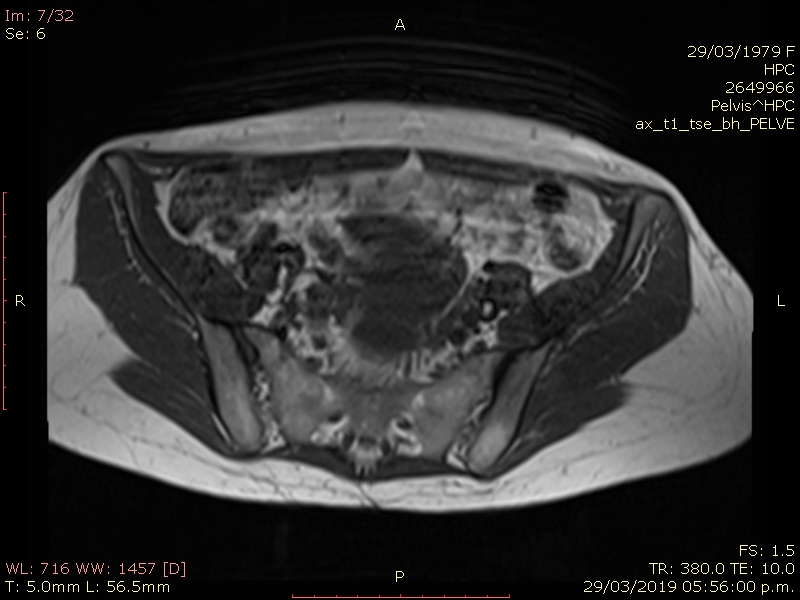 Im: 7/32
Se: 6
A
29/03/1979 F
HPC
2649966
Pelvis^HPC
ax_t1_tse_bh_PELVE
R
L
WL: 716 WW: 1457 [D]
T: 5.0mm L: 56.5mm
P
FS: 1.5
TR: 380.0 TE: 10.0
29/03/2019 05:56:00 p.m.